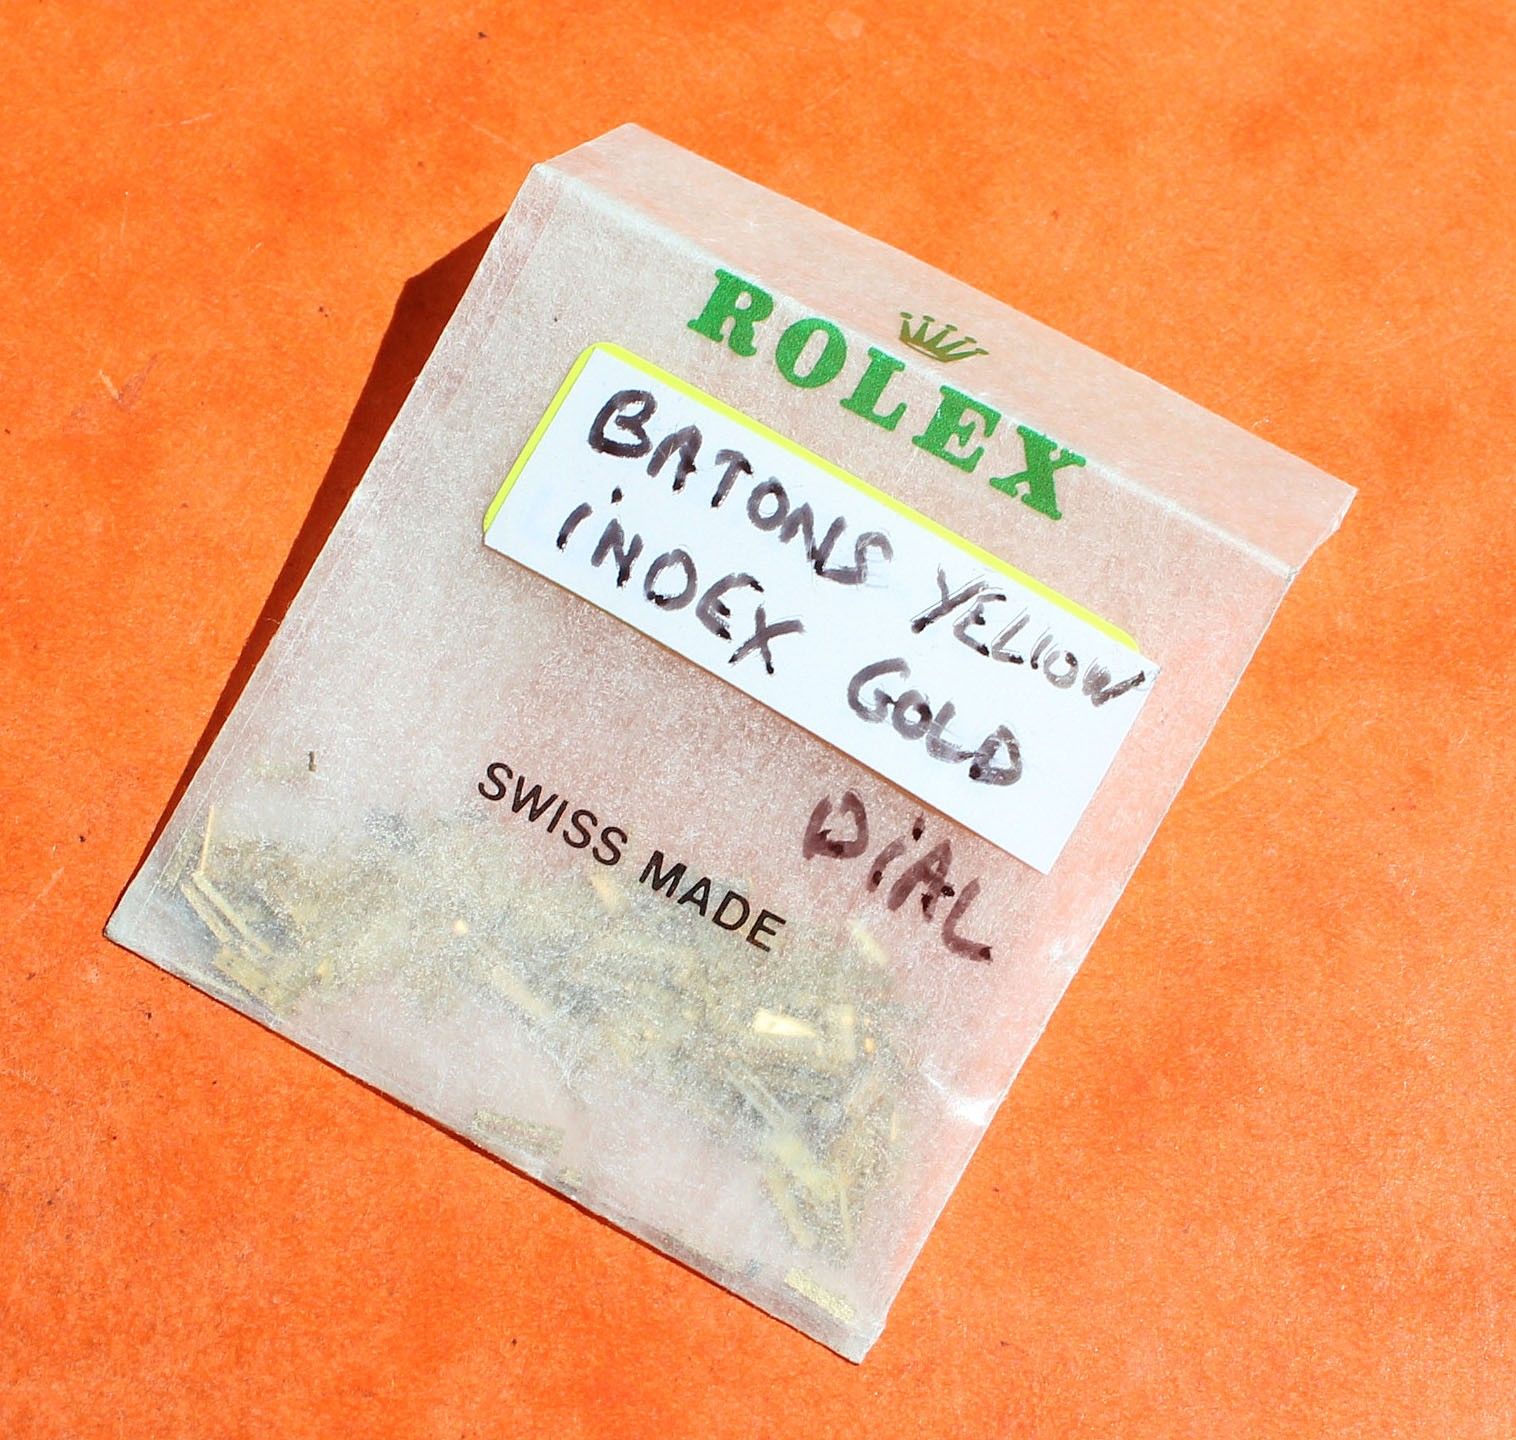 ROLEX
BATONS YELLOW
iNDEX GOLD
DiAL
SWISS MADE